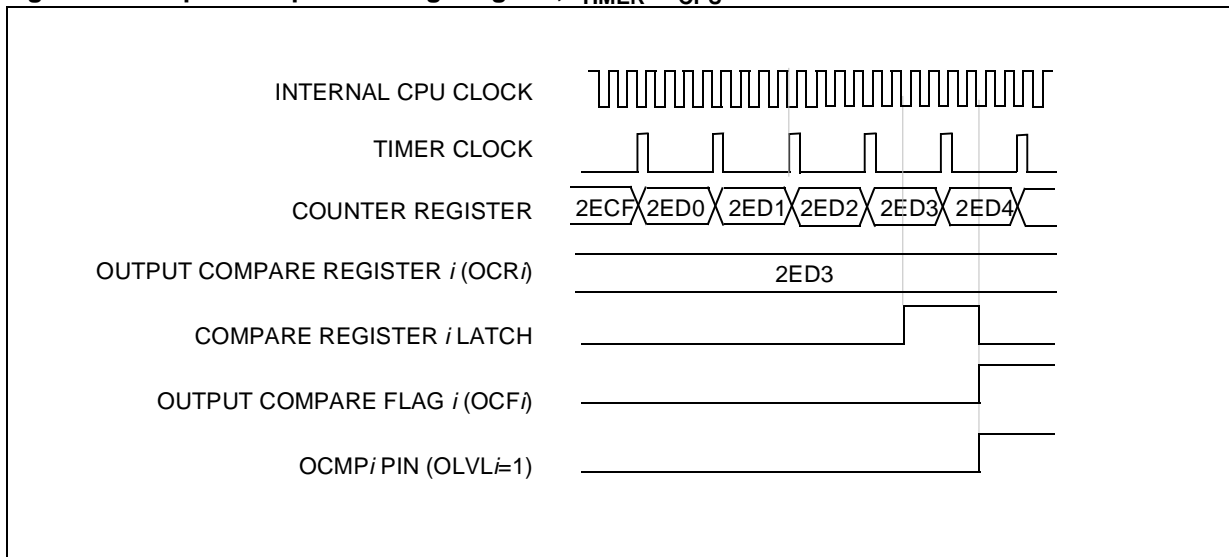 INTERNAL CPU CLOCK
TIMER CLOCK
COUNTER REGISTER 2ECF 2ED0 2ED1 2ED2 2ED3 2ED4
OUTPUT COMPARE REGISTER i (OCRi) 2ED3
COMPARE REGISTER i LATCH
OUTPUT COMPARE FLAG i (OCFi)
OCMPi PIN (OLVLi=1)